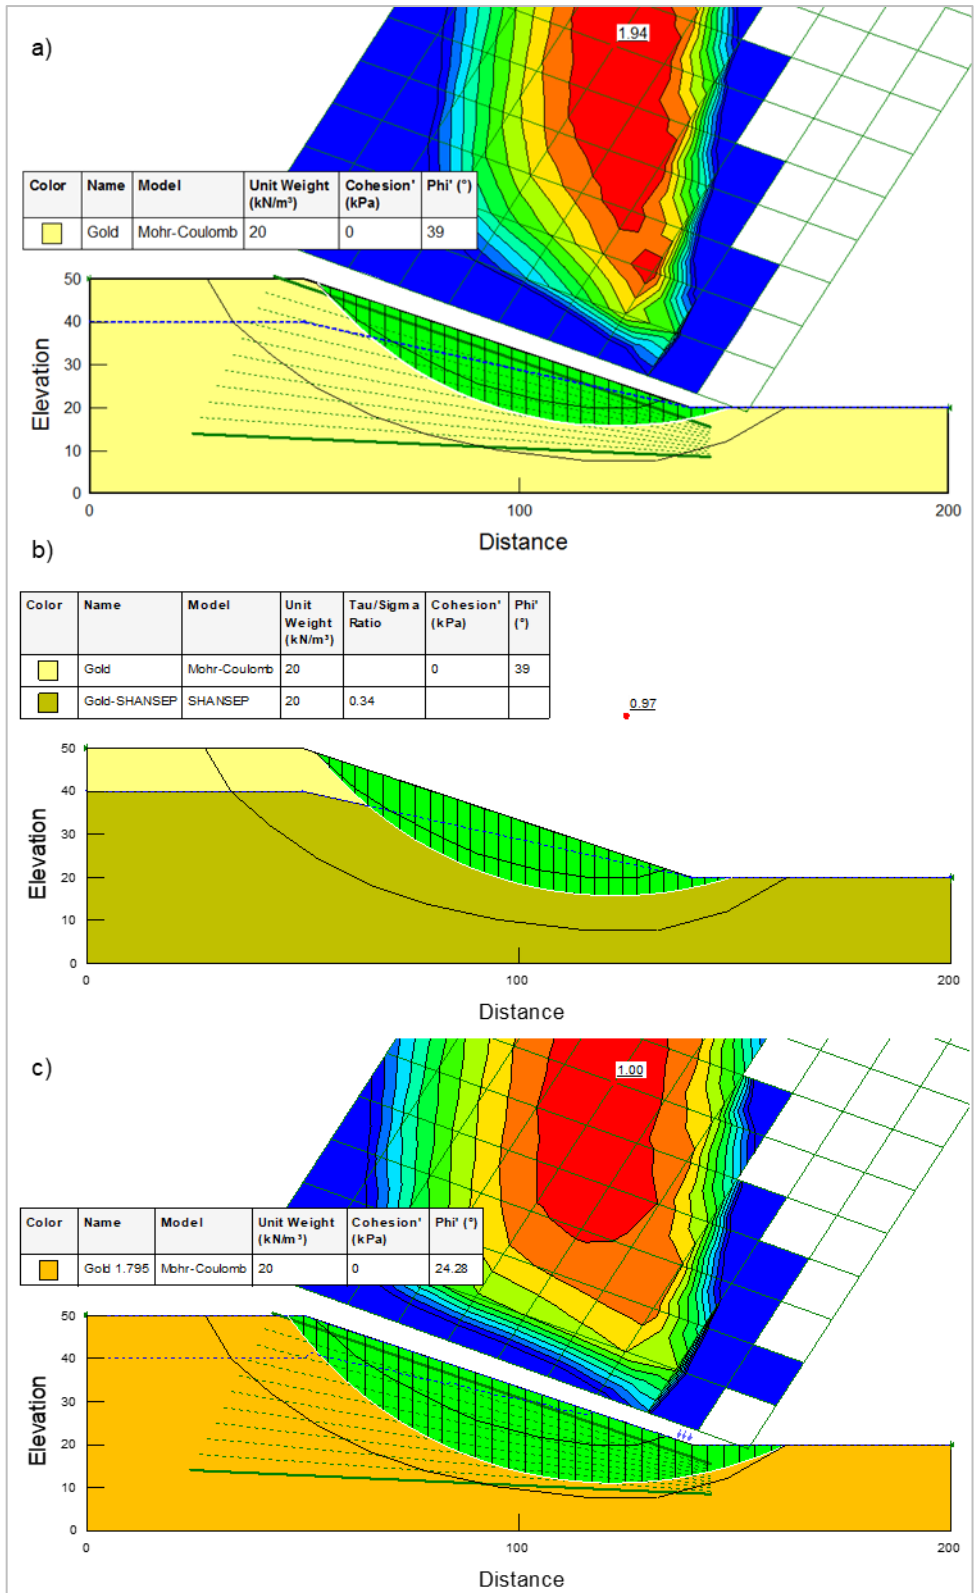 a)
1.94
Color Name Model Unit Weight (kN/m³) Cohesion' (kPa) Phi' (°)
Gold Mohr-Coulomb 20 0 39
50
40
30
20
10
0
Elevation
0 100 200
Distance
b)
Color Name Model Unit Weight (kN/m³) Tau/Sigma Ratio Cohesion' (kPa) Phi' (°)
Gold Mohr-Coulomb 20 0 39
Gold-SHANSEP SHANSEP 20 0.34
0.97
50
40
30
20
10
0
Elevation
0 100 200
Distance
c)
1.00
Color Name Model Unit Weight (kN/m³) Cohesion' (kPa) Phi' (°)
Gold 1.795 Mohr-Coulomb 20 0 24.28
50
40
30
20
10
0
Elevation
0 100 200
Distance